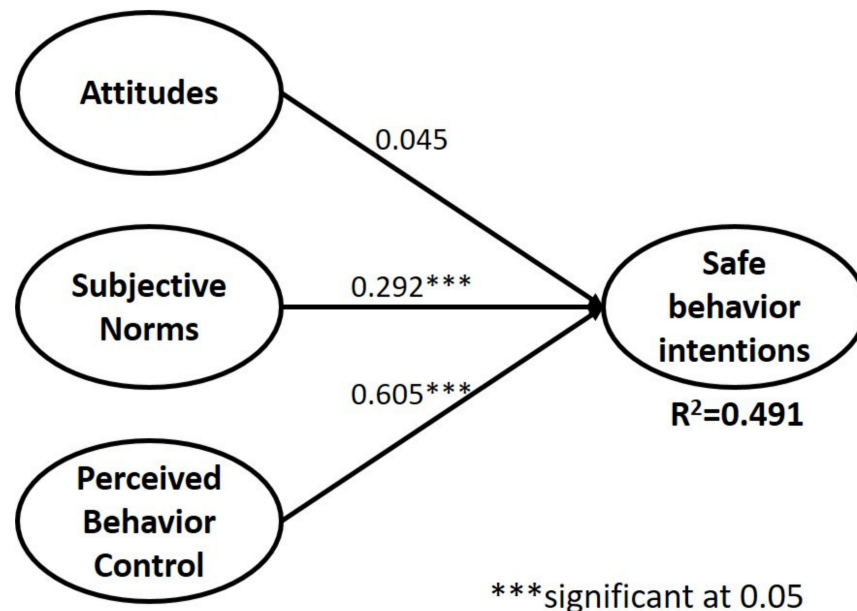 Attitudes
0.045
Subjective
Norms
0.292***
Safe
behavior
intentions
R²=0.491
0.605***
Perceived
Behavior
Control
***significant at 0.05